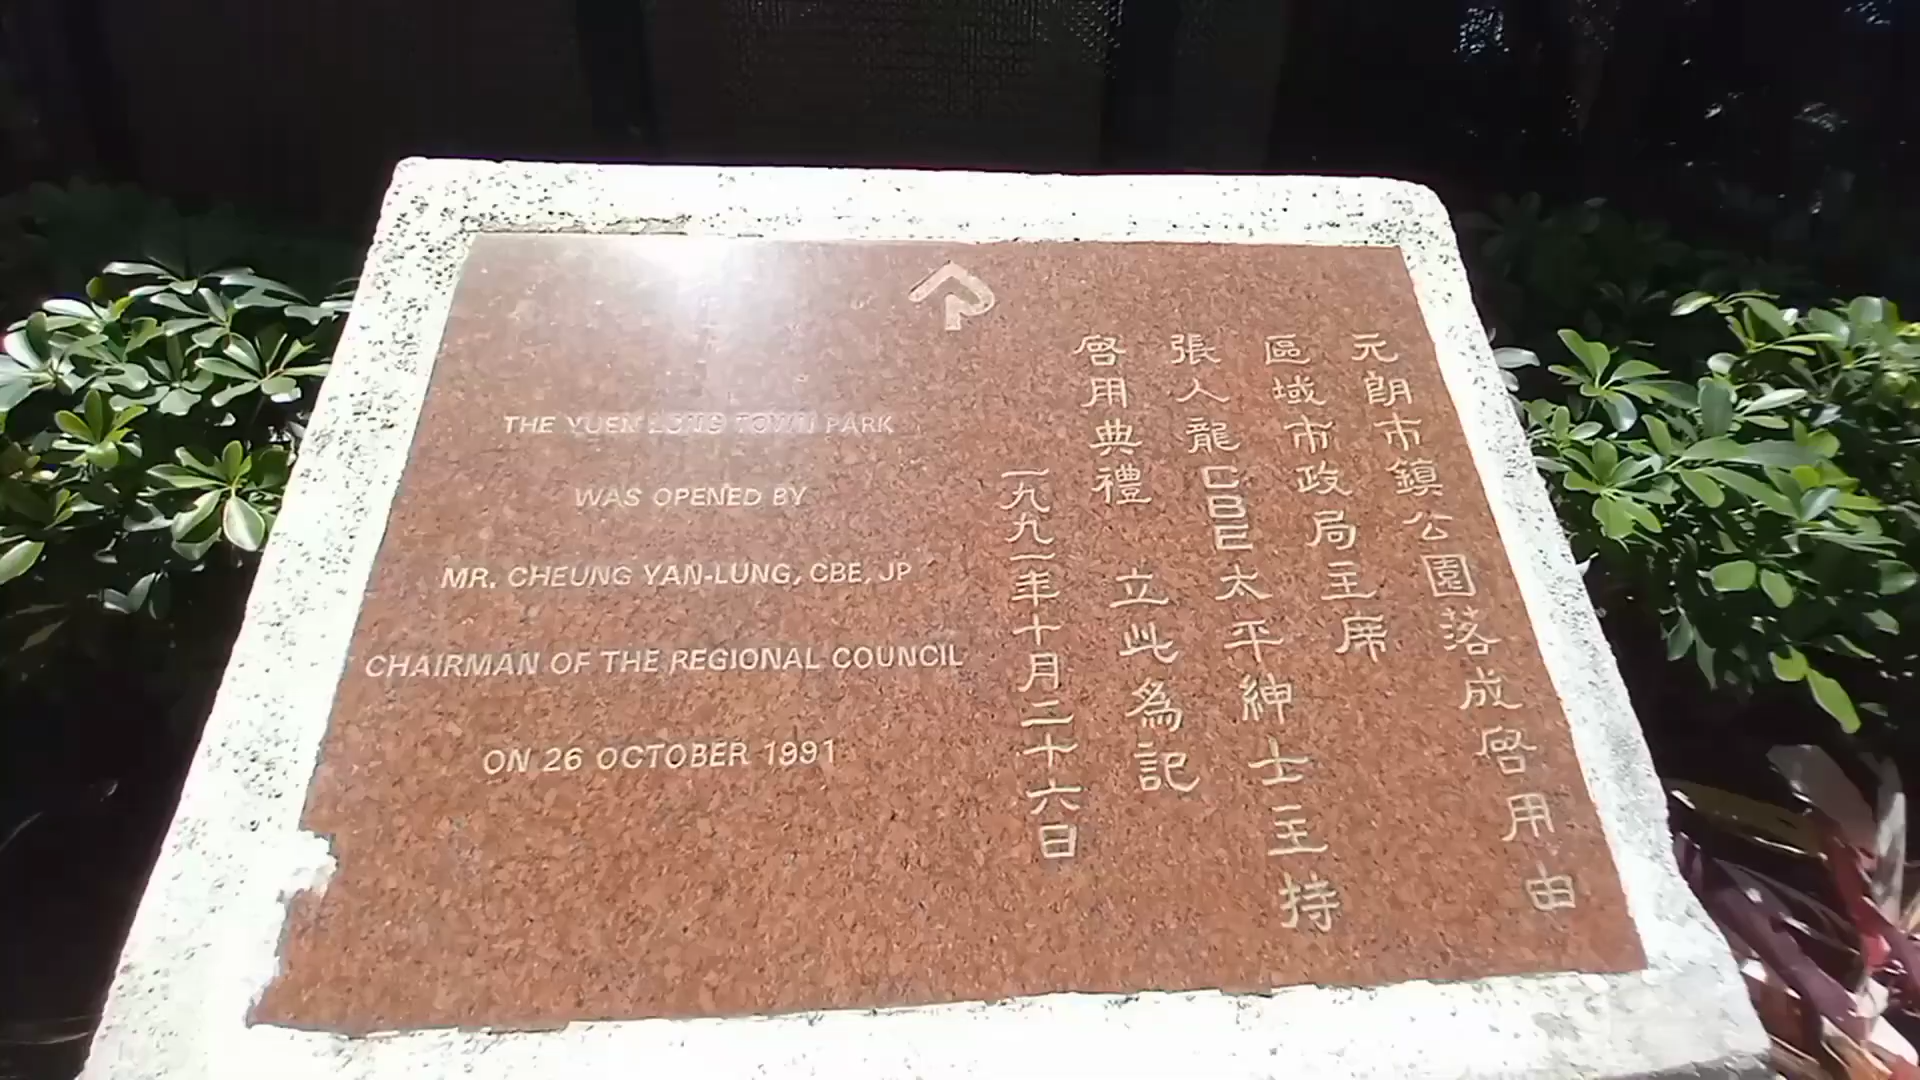 THE YUEN LONG TOWN PARK
WAS OPENED BY
MR. CHEUNG YAN-LUNG, CBE, JP
CHAIRMAN OF THE REGIONAL COUNCIL
ON 26 OCTOBER 1991
元朗市鎮公園落成啓用由
區域市政局主席
張人龍CBE太平紳士主持
啓用典禮 立此為記
一九九一年十月二十六日